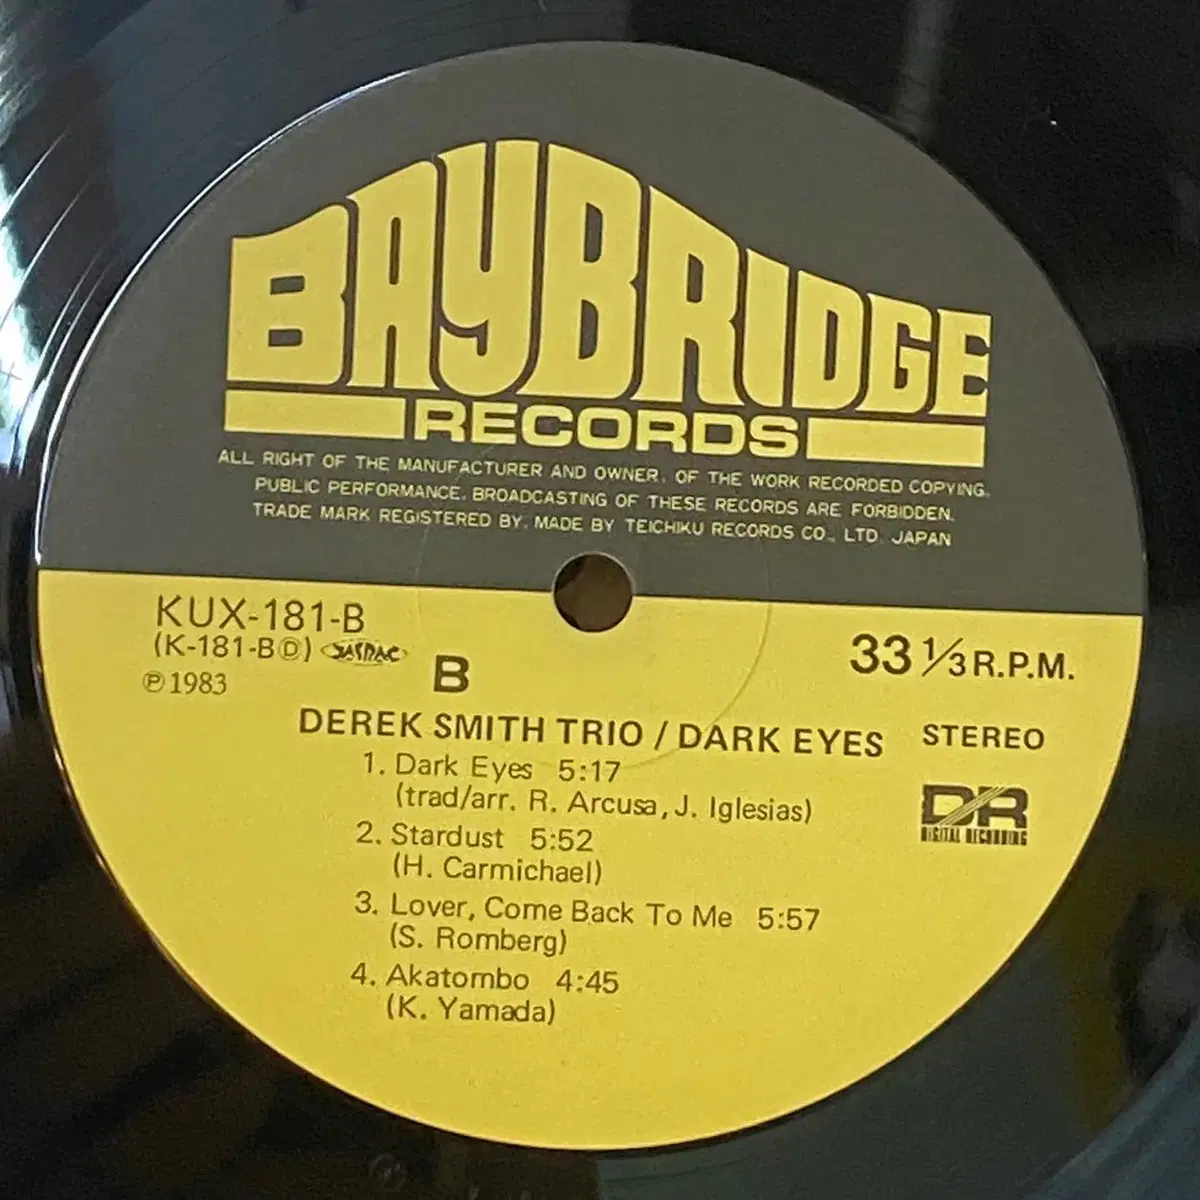 BAYBRIDGE
RECORDS
ALL RIGHT OF THE MANUFACTURER AND OWNER, OF THE WORK RECORDED COPYING,
PUBLIC PERFORMANCE, BROADCASTING OF THESE RECORDS ARE FORBIDDEN.
TRADE MARK REGISTERED BY, MADE BY TEICHIKU RECORDS CO., LTD. JAPAN
KUX-181-B
(K-181-BⒹ) JASRAC
℗1983
B
33 1/3 R.P.M.
DEREK SMITH TRIO / DARK EYES
STEREO
1. Dark Eyes 5:17
(trad/arr. R. Arcusa, J. Iglesias)
DR
DIGITAL RECORDING
2. Stardust 5:52
(H. Carmichael)
3. Lover, Come Back To Me 5:57
(S. Romberg)
4. Akatombo 4:45
(K. Yamada)